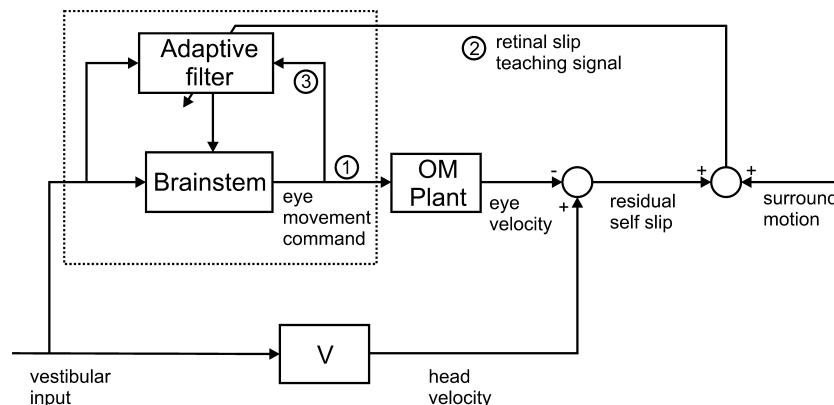 Adaptive
filter
② retinal slip
teaching signal
③
①
Brainstem
OM
Plant
eye
movement
command
-
+
+
+
eye
velocity
residual
self slip
surround
motion
V
vestibular
input
head
velocity